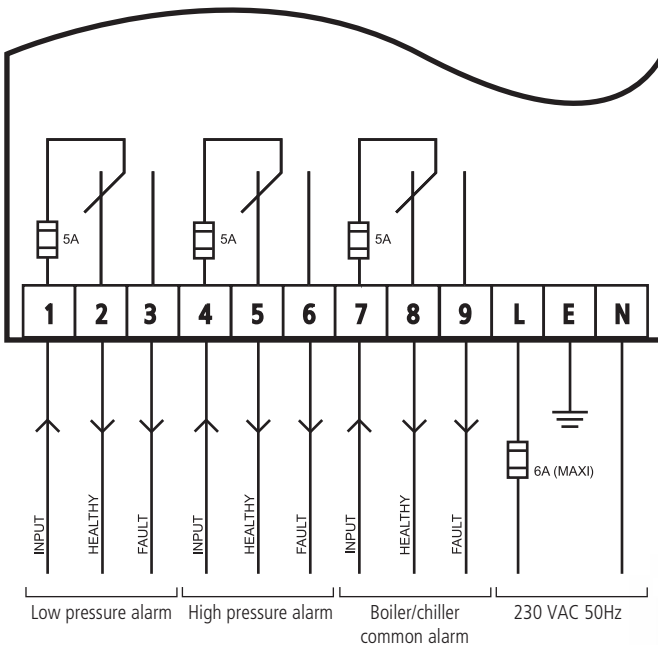 5A 5A 5A
1 2 3 4 5 6 7 8 9 L E N
6A (MAXI)
INPUT HEALTHY FAULT INPUT HEALTHY FAULT INPUT HEALTHY FAULT
Low pressure alarm High pressure alarm Boiler/chiller 230 VAC 50Hz
common alarm